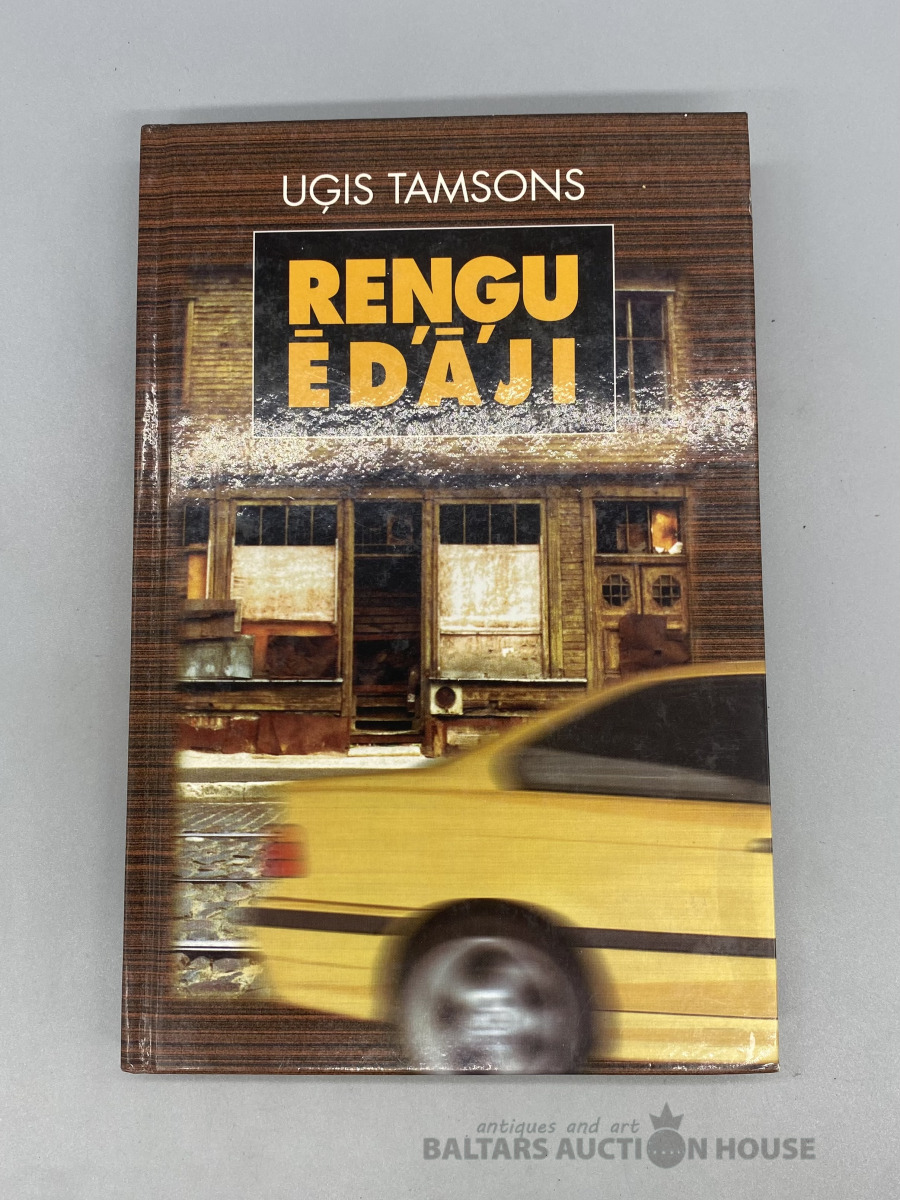 UĢIS TAMSONS
REŅĢU
ĒDĀJI
antiques and art
BALTARS AUCTION HOUSE